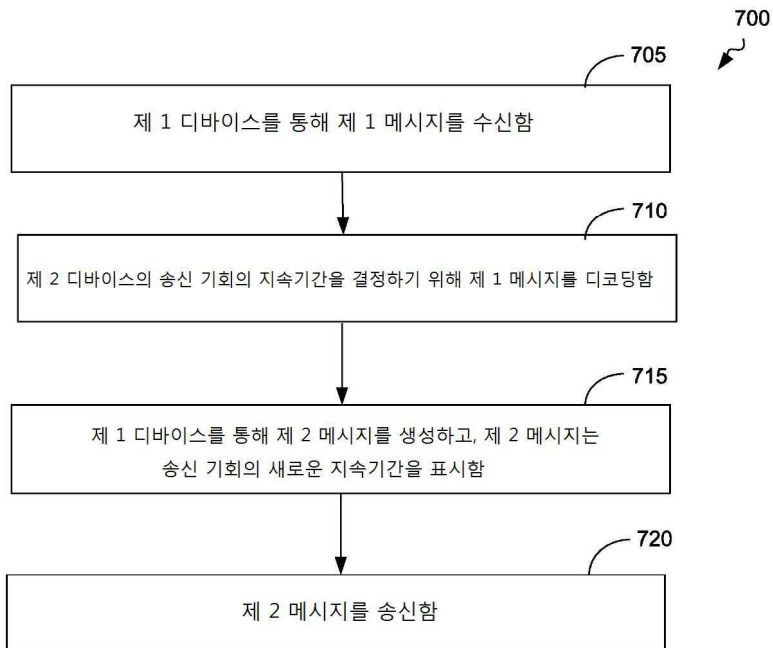 700
705
제 1 디바이스를 통해 제 1 메시지를 수신함
710
제 2 디바이스의 송신 기회의 지속기간을 결정하기 위해 제 1 메시지를 디코딩함
715
제 1 디바이스를 통해 제 2 메시지를 생성하고, 제 2 메시지는
송신 기회의 새로운 지속기간을 표시함
720
제 2 메시지를 송신함